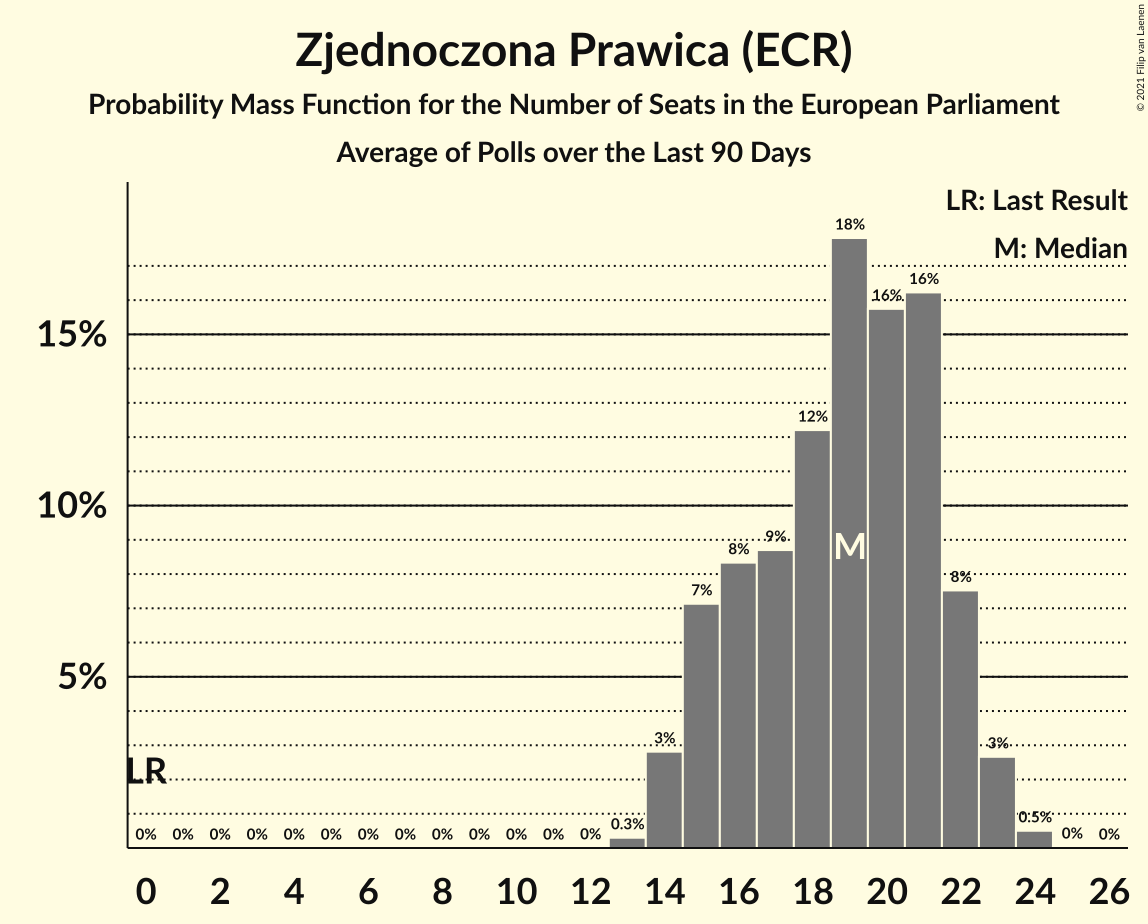 Zjednoczona Prawica (ECR)
Probability Mass Function for the Number of Seats in the European Parliament
Average of Polls over the Last 90 Days
© 2021 Filip van Laenen
LR: Last Result
M: Median
18%
16%
16%
15%
12%
10%
M
9%
8%
8%
7%
5%
3%
3%
LR
0% 0% 0% 0% 0% 0% 0% 0% 0% 0% 0% 0% 0% 0.3% 0.5% 0% 0%
0 2 4 6 8 10 12 14 16 18 20 22 24 26